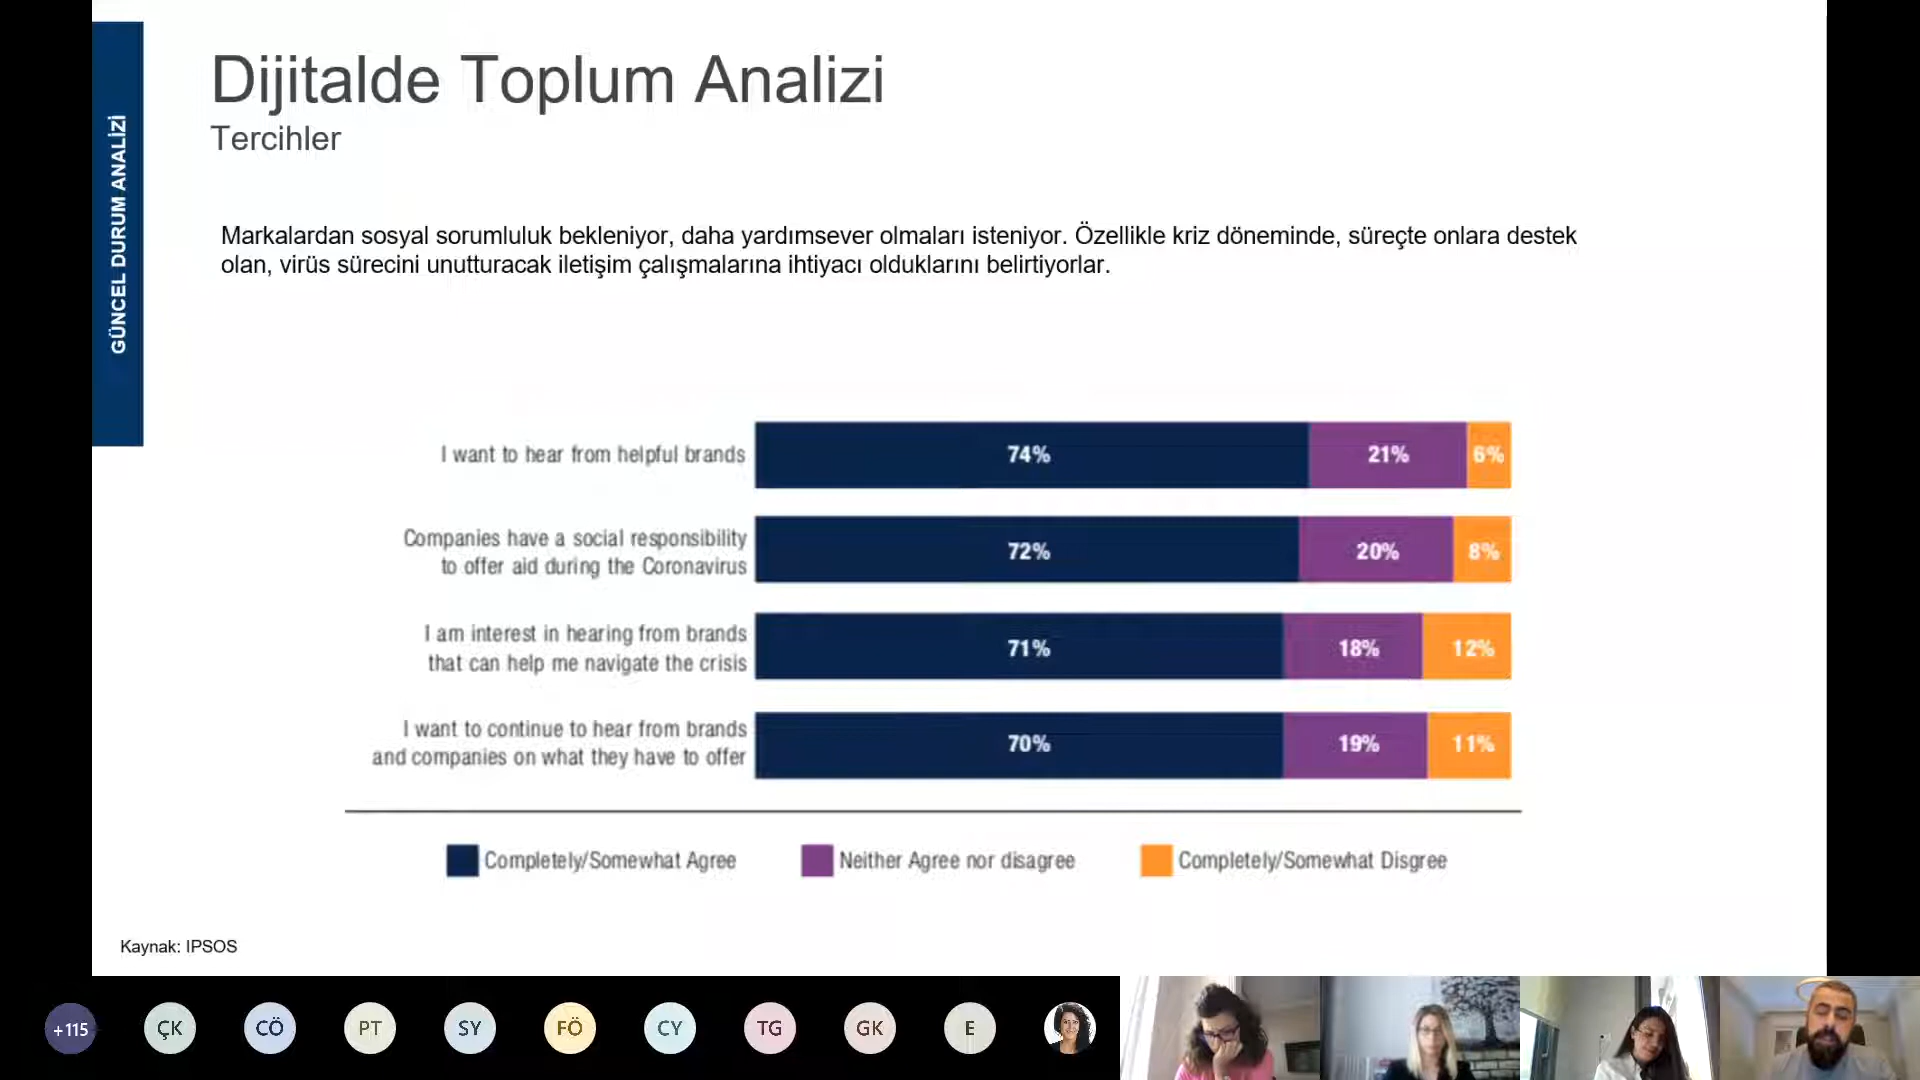 GÜNCEL DURUM ANALİZİ
Dijitalde Toplum Analizi
Tercihler
Markalardan sosyal sorumluluk bekleniyor, daha yardımsever olmaları isteniyor. Özellikle kriz döneminde, süreçte onlara destek
olan, virüs sürecini unutturacak iletişim çalışmalarına ihtiyacı olduklarını belirtiyorlar.
I want to hear from helpful brands
74% 21% 6%
Companies have a social responsibility
to offer aid during the Coronavirus
72% 20% 8%
I am interest in hearing from brands
that can help me navigate the crisis
71% 18% 12%
I want to continue to hear from brands
and companies on what they have to offer
70% 19% 11%
Completely/Somewhat Agree Neither Agree nor disagree Completely/Somewhat Disgree
Kaynak: IPSOS
+115 ÇK CÖ PT SY FÖ CY TG GK E